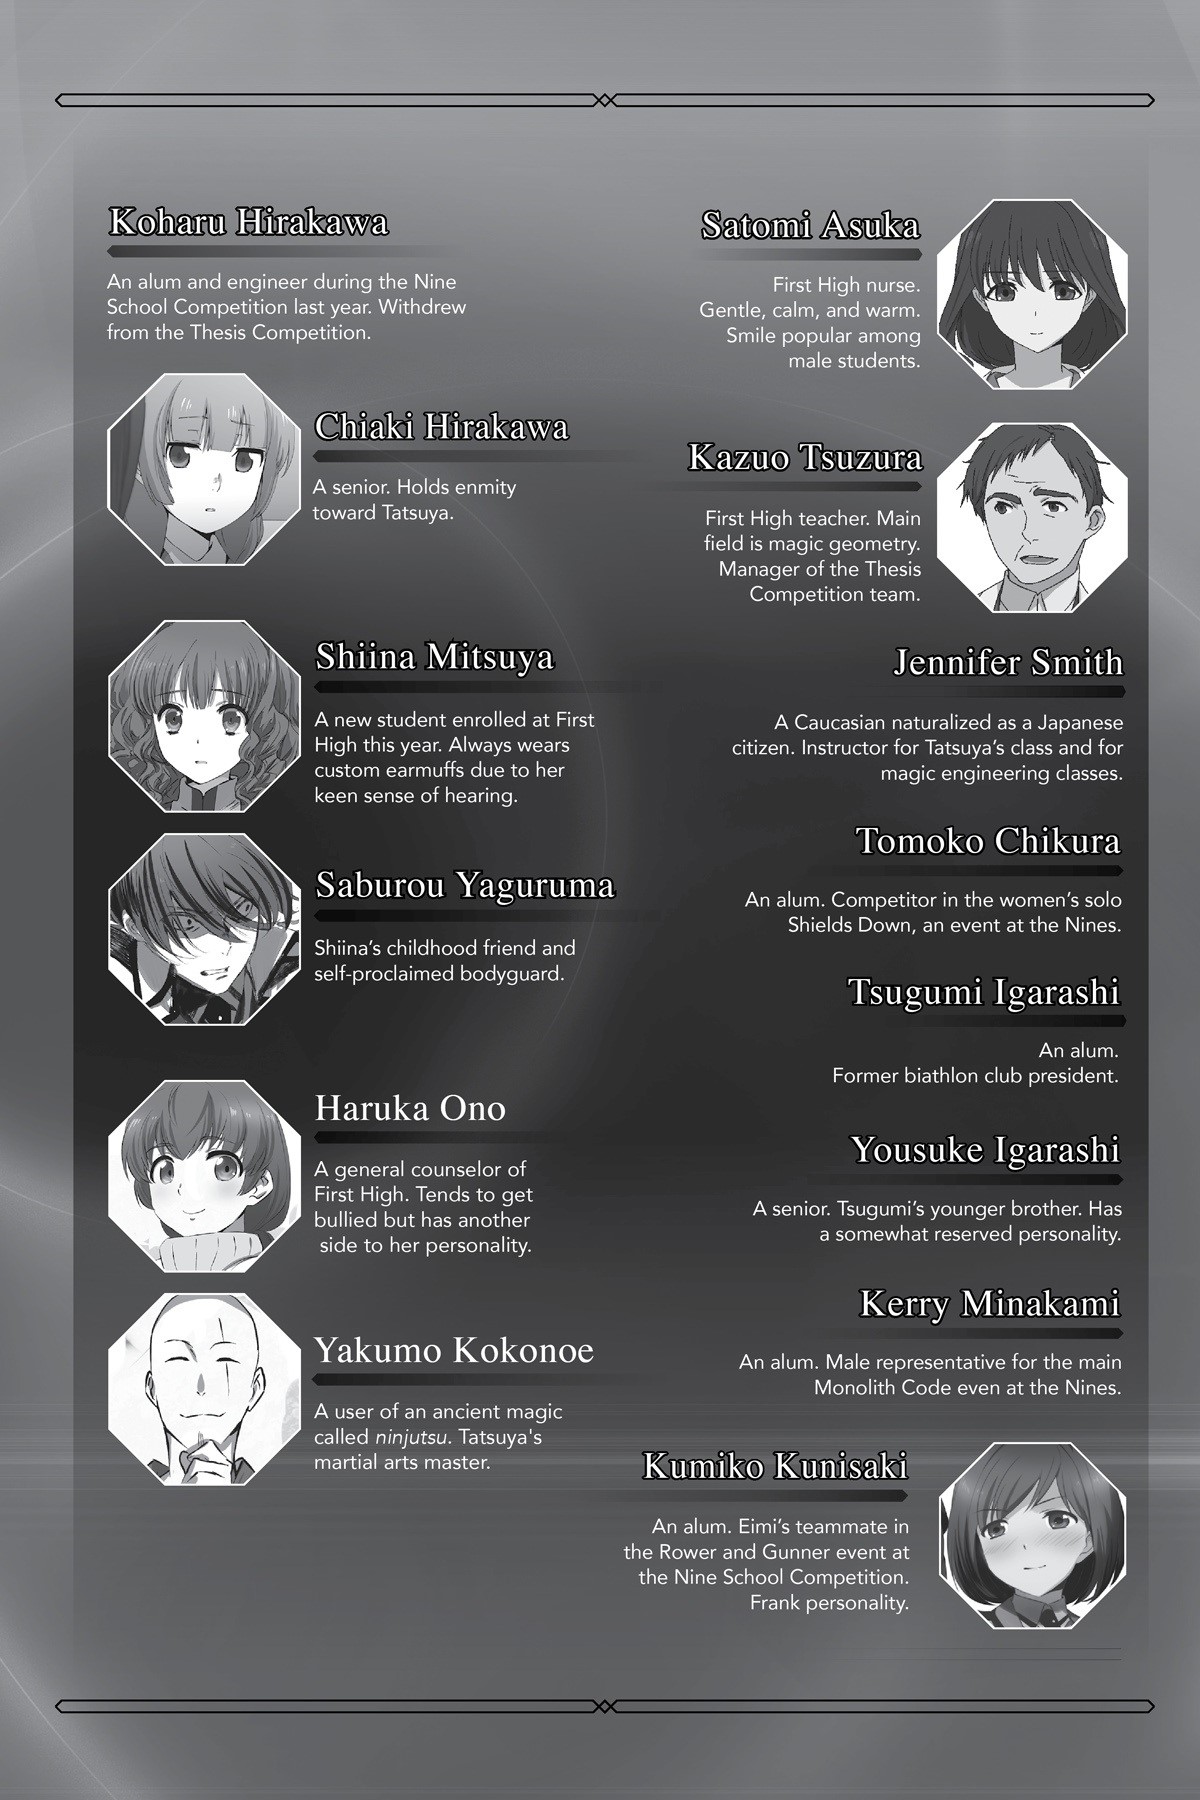 Koharu Hirakawa
An alum and engineer during the Nine
School Competition last year. Withdrew
from the Thesis Competition.
Chiaki Hirakawa
A senior. Holds enmity
toward Tatsuya.
Shiina Mitsuya
A new student enrolled at First
High this year. Always wears
custom earmuffs due to her
keen sense of hearing.
Saburou Yaguruma
Shiina’s childhood friend and
self-proclaimed bodyguard.
Haruka Ono
A general counselor of
First High. Tends to get
bullied but has another
side to her personality.
Yakumo Kokonoe
A user of an ancient magic
called ninjutsu. Tatsuya's
martial arts master.
Satomi Asuka
First High nurse.
Gentle, calm, and warm.
Smile popular among
male students.
Kazuo Tsuzura
First High teacher. Main
field is magic geometry.
Manager of the Thesis
Competition team.
Jennifer Smith
A Caucasian naturalized as a Japanese
citizen. Instructor for Tatsuya’s class and for
magic engineering classes.
Tomoko Chikura
An alum. Competitor in the women’s solo
Shields Down, an event at the Nines.
Tsugumi Igarashi
An alum.
Former biathlon club president.
Yousuke Igarashi
A senior. Tsugumi’s younger brother. Has
a somewhat reserved personality.
Kerry Minakami
An alum. Male representative for the main
Monolith Code even at the Nines.
Kumiko Kunisaki
An alum. Eimi’s teammate in
the Rower and Gunner event at
the Nine School Competition.
Frank personality.